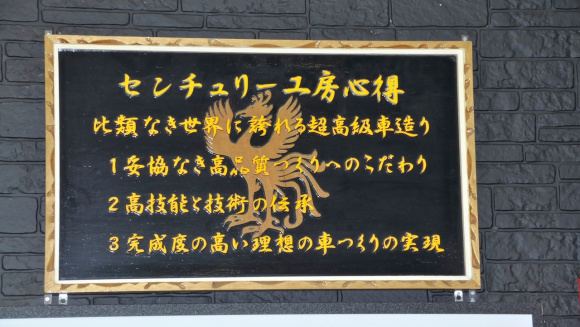 センチュリー工房心得
比類なき世界に誇れる超高級車造り
1妥協なき高品質つくりへのこだわり
2高技能と技術の伝承
3完成度の高い理想の車つくりの実現